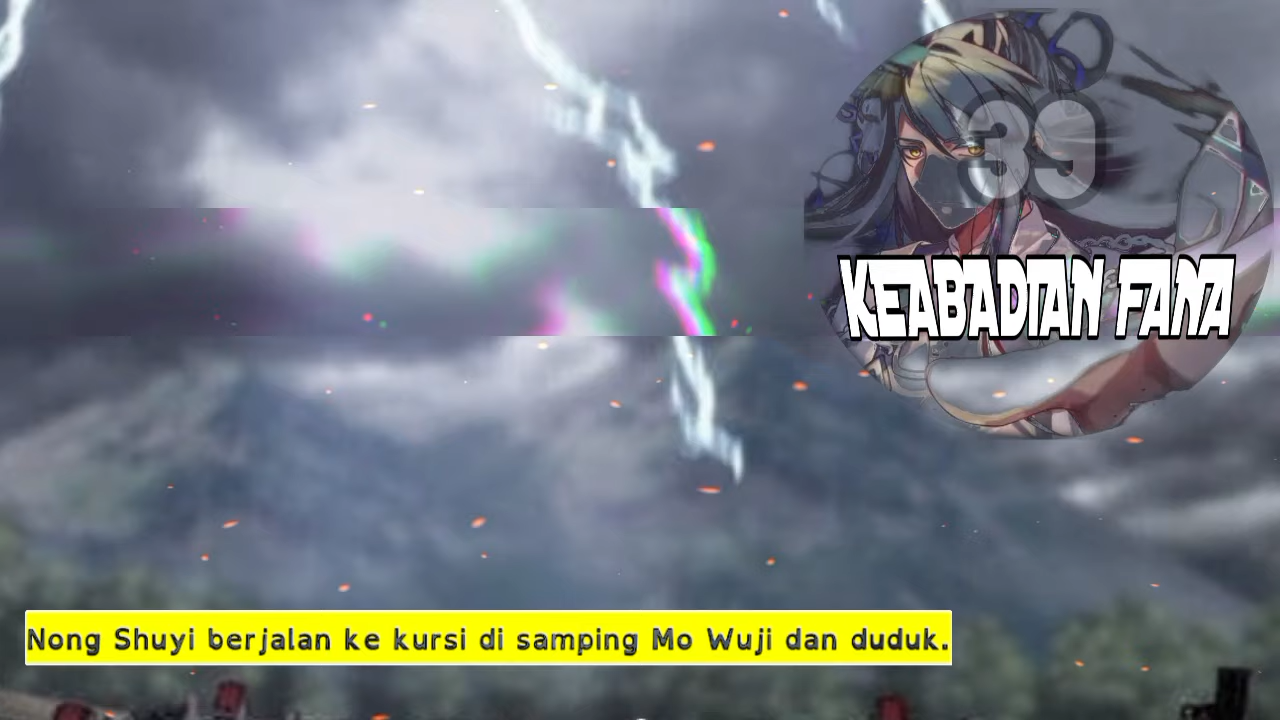 39
KEABADIAN FANA
Nong Shuyi berjalan ke kursi di samping Mo Wuji dan duduk.